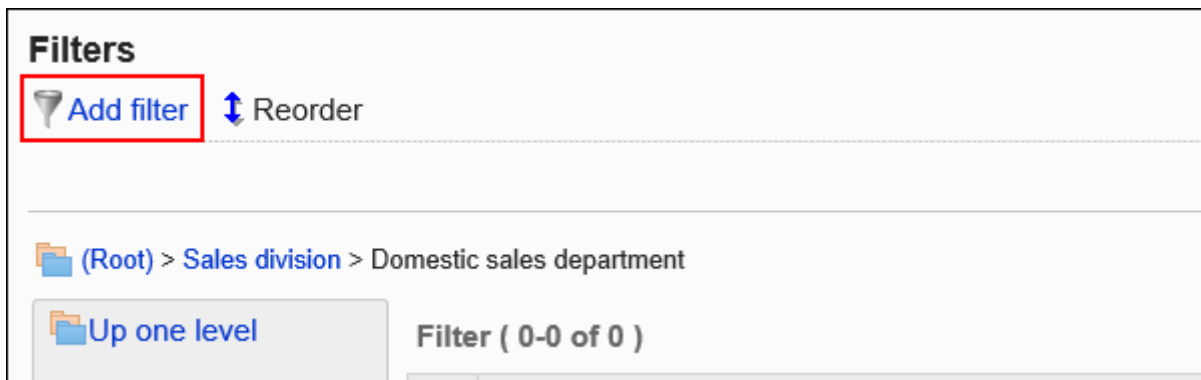 Filters
Add filter Reorder
(Root) > Sales division > Domestic sales department
Up one level
Filter ( 0-0 of 0 )